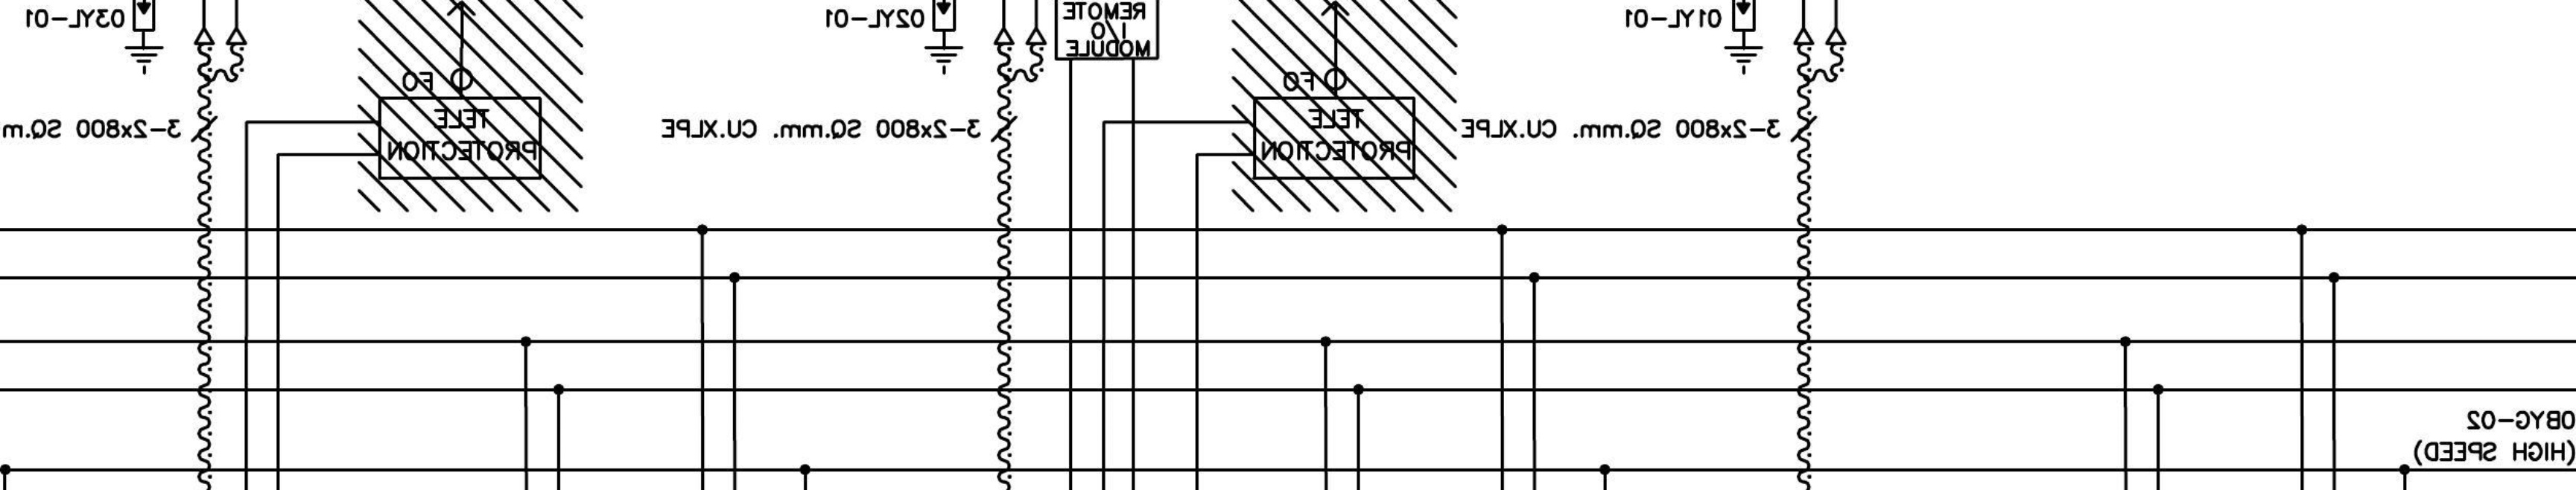 01YL-01
02YL-01
03YL-01
REMOTE
I/O
MODULE
FO
FO
TELE
PROTECTION
TELE
PROTECTION
3-2x800 SQ.mm. CU.XLPE
3-2x800 SQ.mm. CU.XLPE
3-2x800 SQ.m
0BYG-02
(HIGH SPEED)